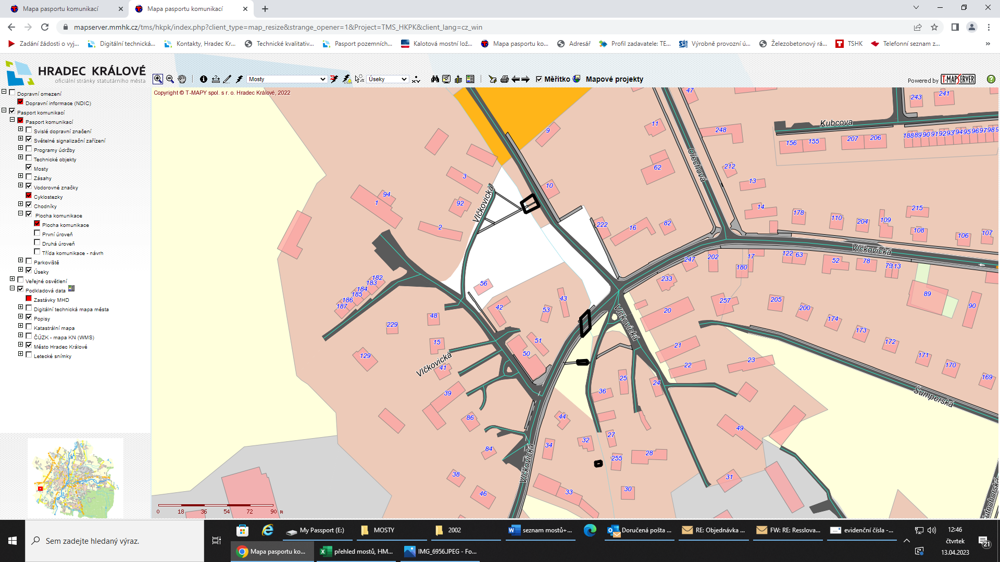 Mapa pasportu komunikací
Mapa pasportu komunikací
mapserver.mmhk.cz/tms/hkpk/index.php?client_type=map_resize&strange_opener=1&Project=TMS_HKPK&client_lang=cz_win
Zadání žádosti o vyj...
Digitální technická...
Kontakty, Hradec Kr...
Technické kvalitativ...
Pasport pozemních...
Kalotová mostní lož...
Mapa pasportu ko...
Adresář
Profil zadavatele: TE...
Výrobně provozní ú...
Železobetonový rá...
TSHK
Telefonní seznam z...
HRADEC KRÁLOVÉ
oficiální stránky statutárního města
Mosty
Úseky
Měřítko
Mapové projekty
Powered by T-MAPSERVER
Copyright © T-MAPY spol. s r. o. Hradec Králové, 2022
Dopravní omezení
Dopravní informace (NDIC)
Pasport komunikací
Pasport komunikací
Svislé dopravní značení
Světelné signalizační zařízení
Programy údržby
Technické objekty
Mosty
Zásahy
Vodorovné značky
Cyklostezky
Chodníky
Plocha komunikace
Plocha komunikace
První úroveň
Druhá úroveň
Třída komunikace - návrh
Parkoviště
Úseky
Veřejné osvětlení
Podkladová data
Zastávky MHD
Digitální technická mapa města
Popisy
Katastrální mapa
ČÚZK - mapa KN (WMS)
Město Hradec Králové
Letecké snímky
47
243
241
Kubcova
9
11
248
156
155
207
206
188
Ořechová
62
212
13
3
10
94
1
92
Vlčkovická
14
178
110
204
109
215
108
106
107
2
222
16
82
Vlčkovická
247
202
17
180
122
63
52
78
79
113
89
90
182
183
184
185
186
187
56
42
53
43
233
257
205
200
174
173
172
171
170
169
20
Vlčkovická
48
229
15
129
Vlčkovická
41
51
50
21
22
23
25
24
36
39
86
44
49
Šumperská
84
34
32
27
28
255
Vlčkovická
38
46
33
30
31
0 18 36 54 72 90 m
Sem zadejte hledaný výraz.
My Passport (E:)
MOSTY
2002
seznam mostů+...
Doručená pošta ...
RE: Objednávka ...
FW: RE: Resslova...
evidenční čísla -...
Mapa pasportu ko...
přehled mostů, HM...
IMG_6956.JPEG - Fo...
12:46
čtvrtek
13.04.2023
21